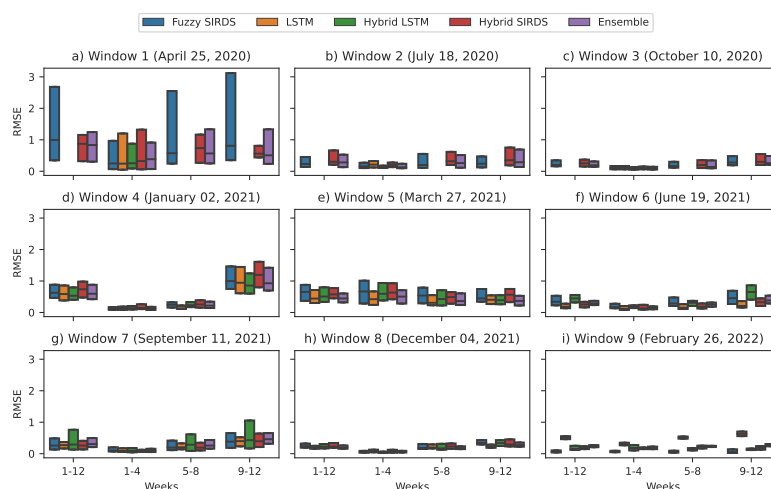 Fuzzy SIRDS LSTM Hybrid LSTM Hybrid SIRDS Ensemble
a) Window 1 (April 25, 2020) b) Window 2 (July 18, 2020) c) Window 3 (October 10, 2020)
3
2
1
0
RMSE
d) Window 4 (January 02, 2021) e) Window 5 (March 27, 2021) f) Window 6 (June 19, 2021)
3
2
1
0
RMSE
g) Window 7 (September 11, 2021) h) Window 8 (December 04, 2021) i) Window 9 (February 26, 2022)
3
2
1
0
RMSE
1-12 1-4 5-8 9-12 1-12 1-4 5-8 9-12 1-12 1-4 5-8 9-12
Weeks Weeks Weeks